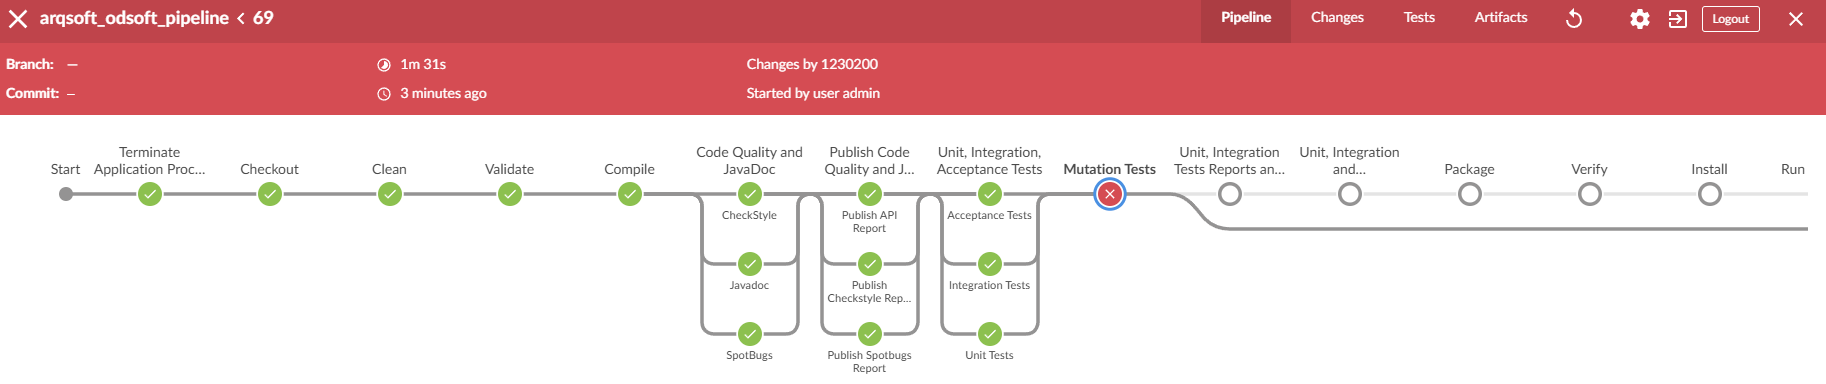 arqsoft_odsoft_pipeline < 69
Pipeline
Changes
Tests
Artifacts
Logout
Branch: —
1m 31s
Changes by 1230200
Commit: —
3 minutes ago
Started by user admin
Start
Terminate
Application Proc...
Checkout
Clean
Validate
Compile
Code Quality and
JavaDoc
Publish Code
Quality and J...
Unit, Integration,
Acceptance Tests
Mutation Tests
Unit, Integration
Tests Reports an...
Unit, Integration
and...
Package
Verify
Install
Run
CheckStyle
Publish API
Report
Acceptance Tests
Javadoc
Publish
Checkstyle Rep...
Integration Tests
SpotBugs
Publish Spotbugs
Report
Unit Tests